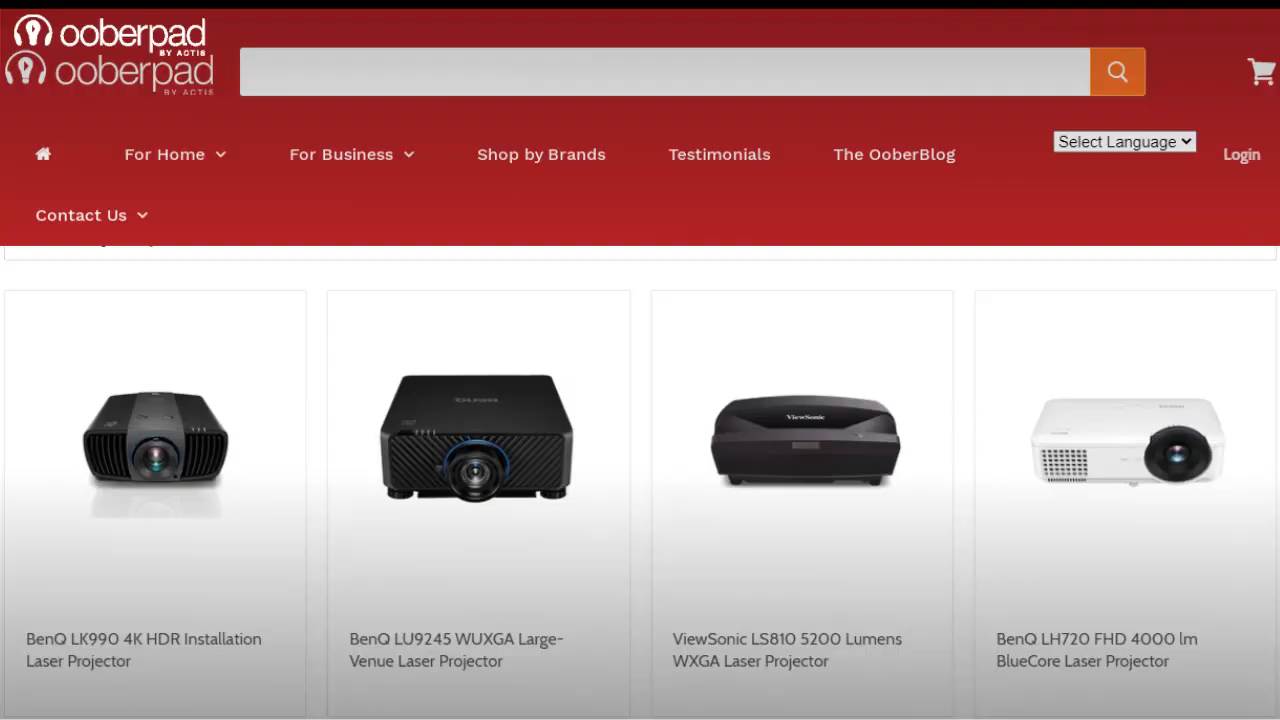 ooberpad
BY ACTIS
ooberpad
BY ACTIS
For Home
For Business
Shop by Brands
Testimonials
The OoberBlog
Select Language
Login
Contact Us
BenQ
ViewSonic
BenQ LK990 4K HDR Installation
Laser Projector
BenQ LU9245 WUXGA Large-
Venue Laser Projector
ViewSonic LS810 5200 Lumens
WXGA Laser Projector
BenQ LH720 FHD 4000 lm
BlueCore Laser Projector